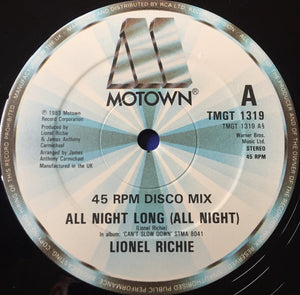 MOTOWN®
A
TMGT 1319
TMGT 1319 A
Warner Bros.
Music Ltd.
STEREO
45 RPM
℗ 1983 Motown
Record Corporation
Produced by
Lionel Richie
& James Anthony
Carmichael
Arranged by James
Anthony Carmichael
Manufactured in the UK
45 RPM DISCO MIX
ALL NIGHT LONG (ALL NIGHT)
(Lionel Richie)
In album: 'CAN'T SLOW DOWN' STMA 8041
LIONEL RICHIE